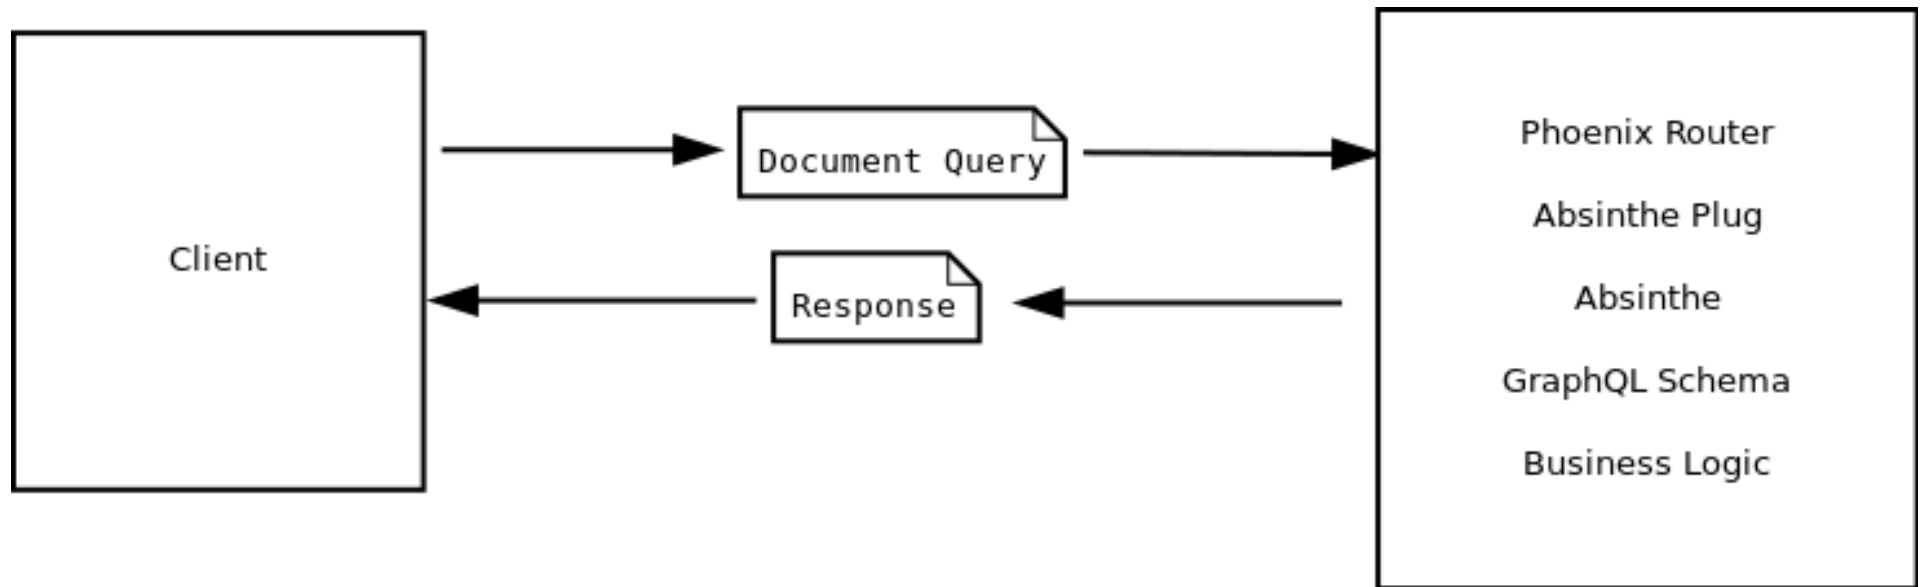 Client
Document Query
Response
Phoenix Router
Absinthe Plug
Absinthe
GraphQL Schema
Business Logic